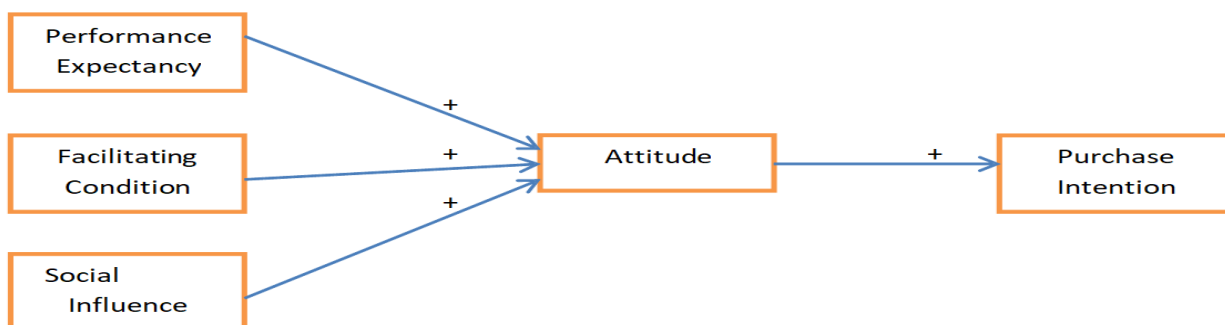 Performance
Expectancy
+
Facilitating
Condition
+
Attitude
+
Purchase
Intention
+
Social
Influence